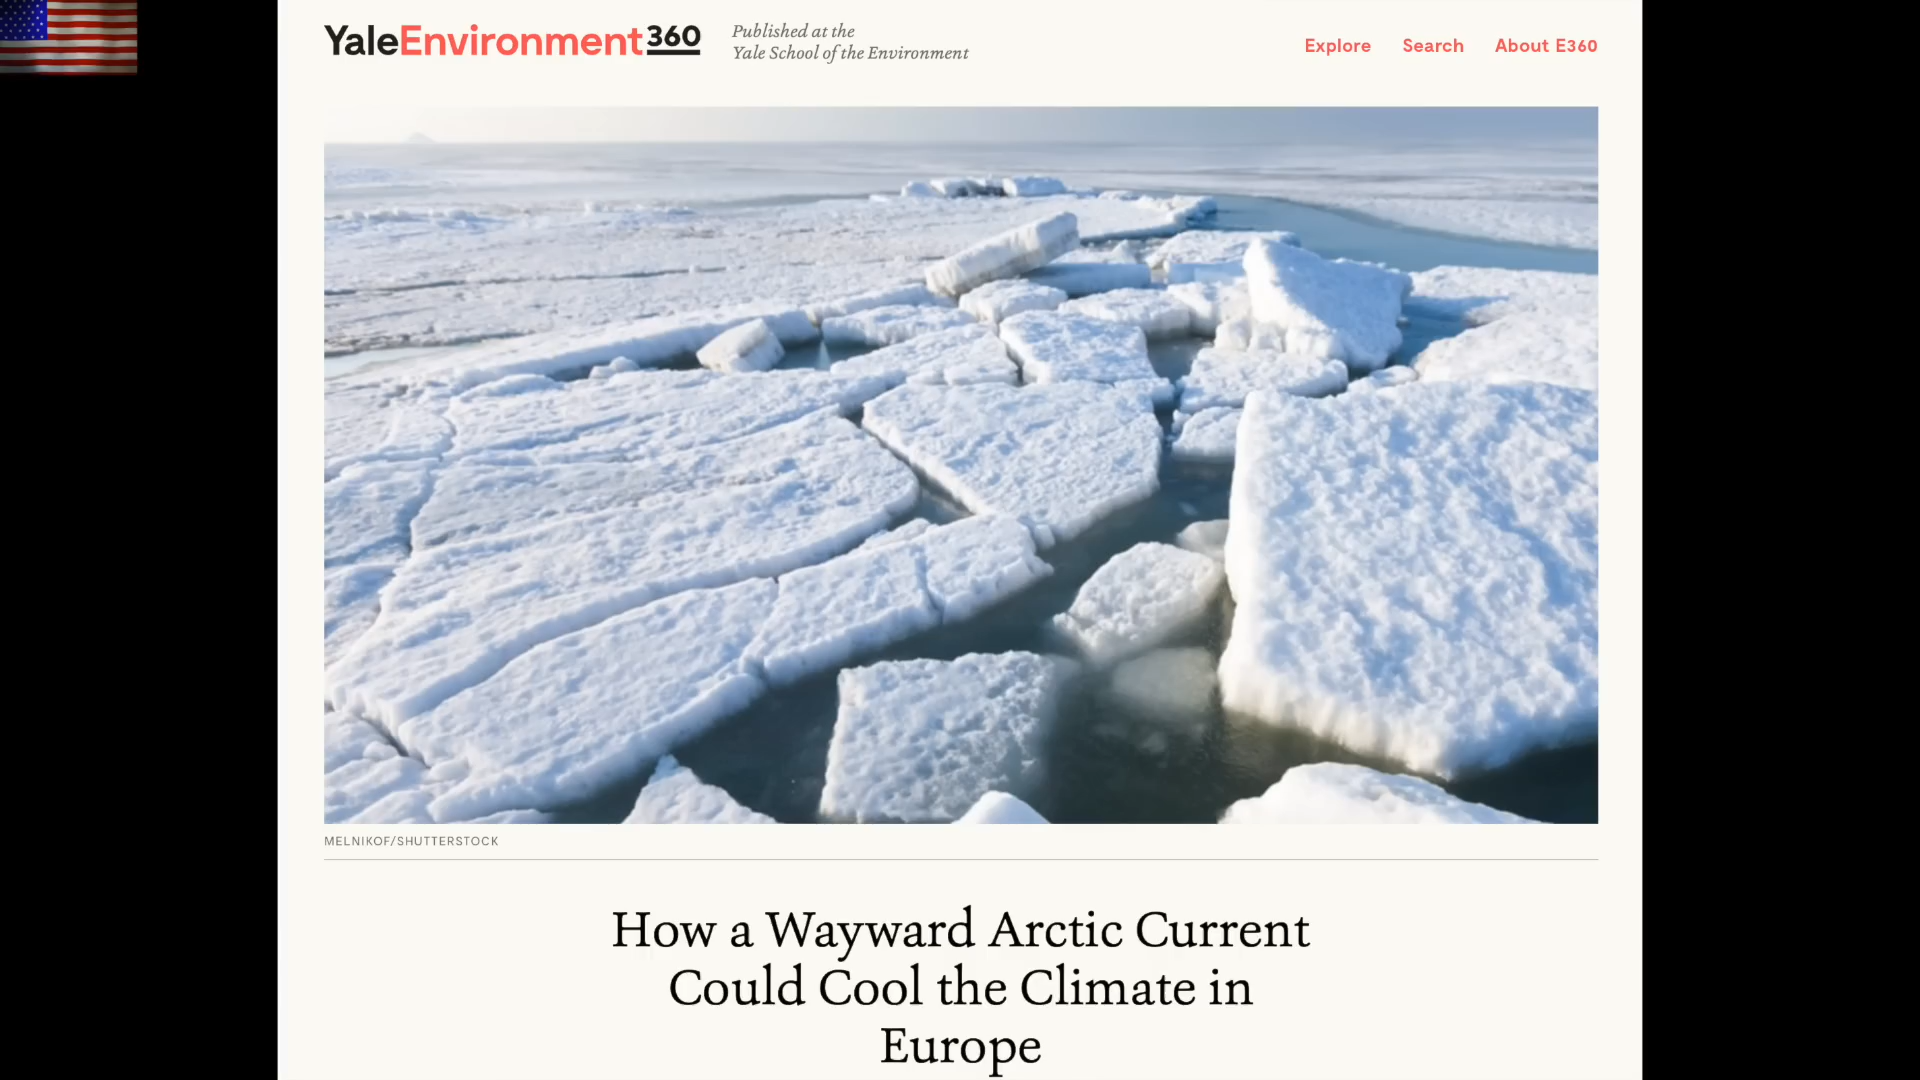 YaleEnvironment360
Published at the
Yale School of the Environment
Explore Search About E360
MELNIKOF/SHUTTERSTOCK
How a Wayward Arctic Current
Could Cool the Climate in
Europe